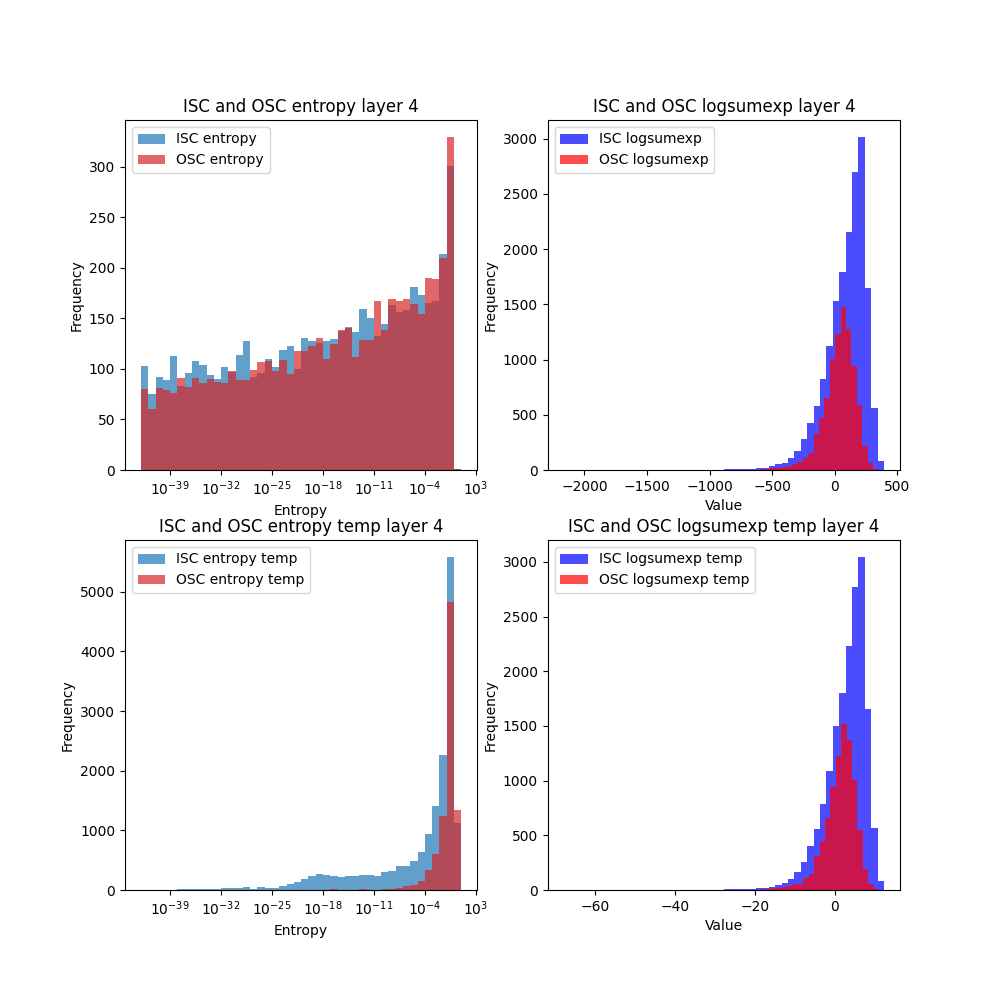 ISC and OSC entropy layer 4
ISC entropy
OSC entropy
Frequency
300
250
200
150
100
50
0
10^{-39} 10^{-32} 10^{-25} 10^{-18} 10^{-11} 10^{-4} 10^{3}
Entropy
ISC and OSC logsumexp layer 4
ISC logsumexp
OSC logsumexp
Frequency
3000
2500
2000
1500
1000
500
0
−2000 −1500 −1000 −500 0 500
Value
ISC and OSC entropy temp layer 4
ISC entropy temp
OSC entropy temp
Frequency
5000
4000
3000
2000
1000
0
10^{-39} 10^{-32} 10^{-25} 10^{-18} 10^{-11} 10^{-4} 10^{3}
Entropy
ISC and OSC logsumexp temp layer 4
ISC logsumexp temp
OSC logsumexp temp
Frequency
3000
2500
2000
1500
1000
500
0
−60 −40 −20 0
Value